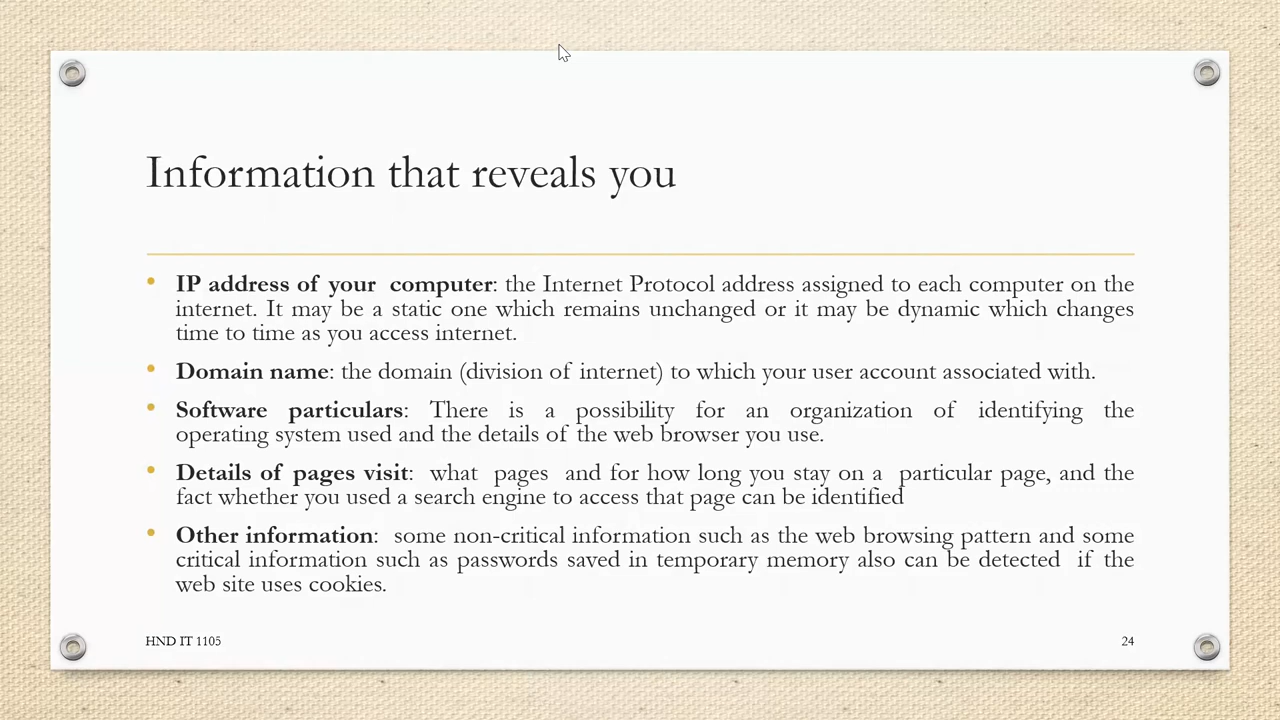 Information that reveals you
• IP address of your computer: the Internet Protocol address assigned to each computer on the
internet. It may be a static one which remains unchanged or it may be dynamic which changes
time to time as you access internet.
• Domain name: the domain (division of internet) to which your user account associated with.
• Software particulars: There is a possibility for an organization of identifying the
operating system used and the details of the web browser you use.
• Details of pages visit: what pages and for how long you stay on a particular page, and the
fact whether you used a search engine to access that page can be identified
• Other information: some non-critical information such as the web browsing pattern and some
critical information such as passwords saved in temporary memory also can be detected if the
web site uses cookies.
HND IT 1105
24